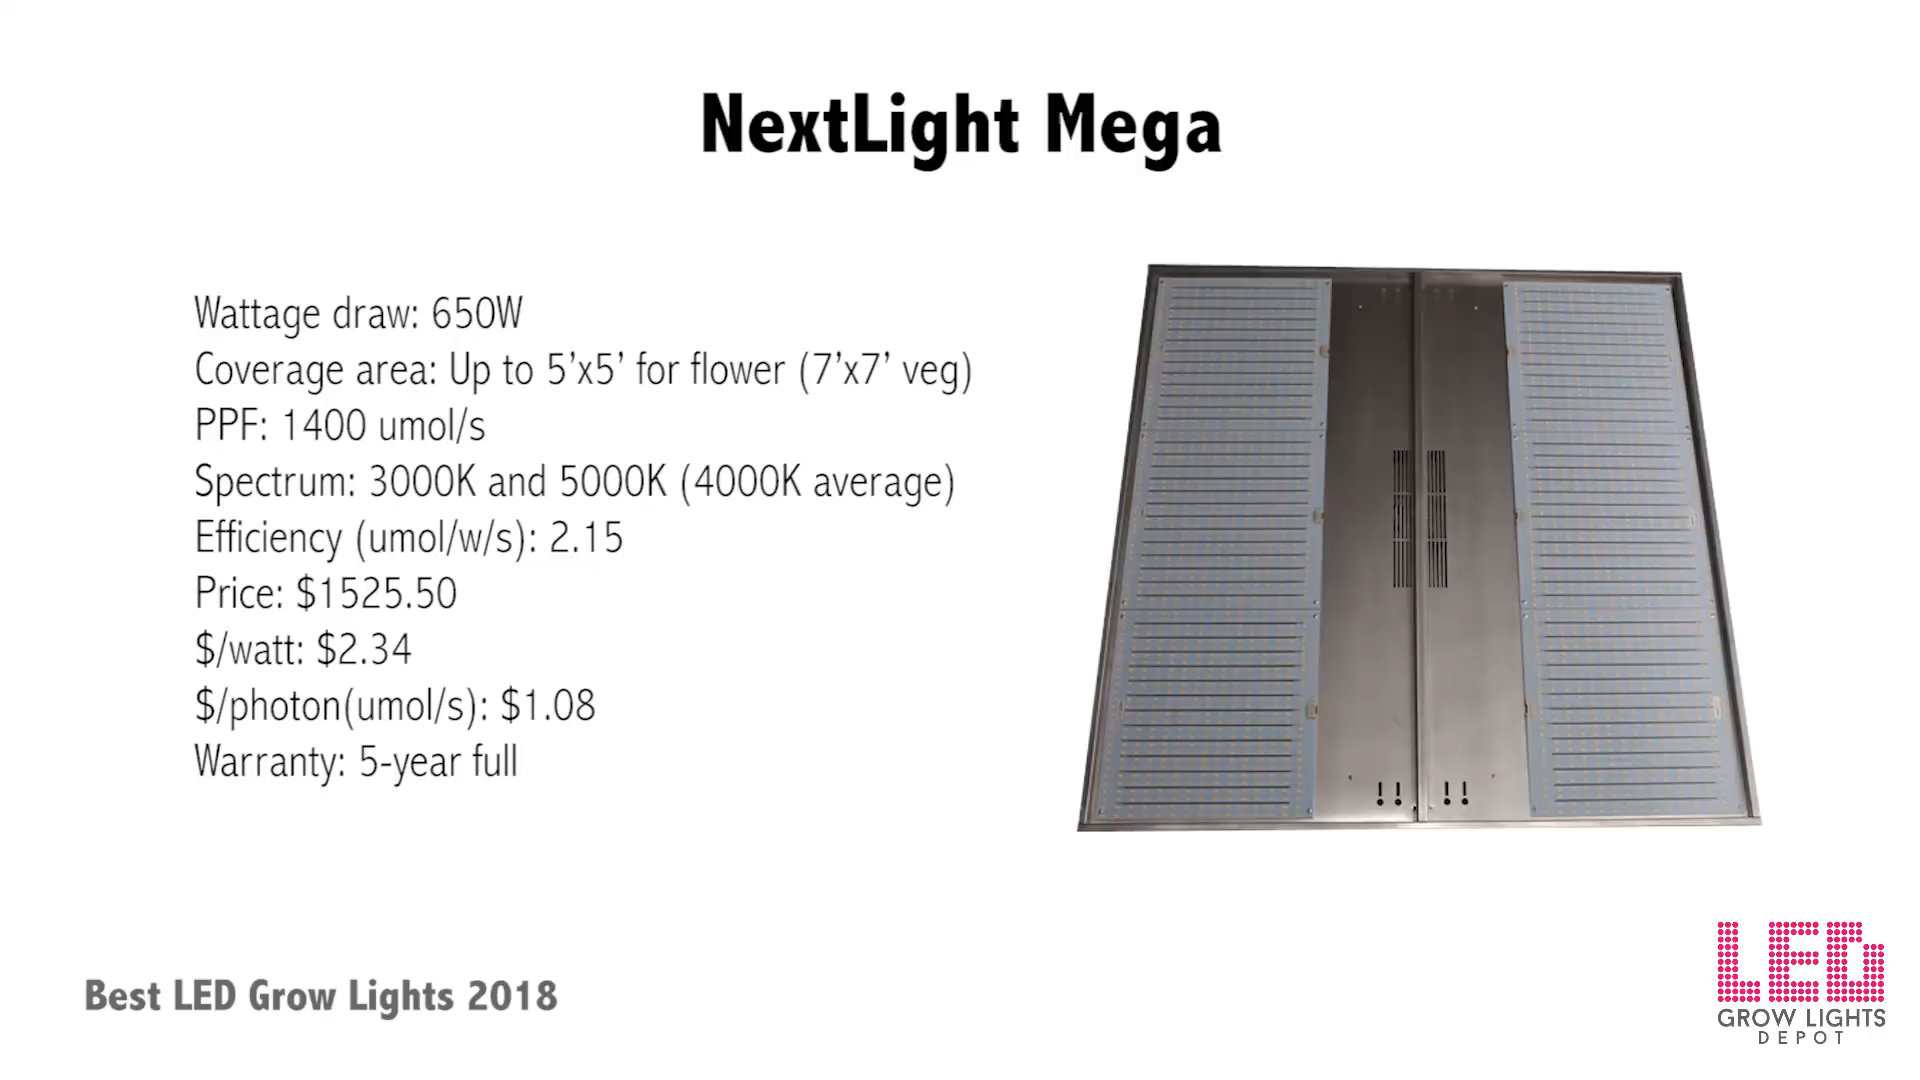 NextLight Mega
Wattage draw: 650W
Coverage area: Up to 5’x5’ for flower (7’x7’ veg)
PPF: 1400 umol/s
Spectrum: 3000K and 5000K (4000K average)
Efficiency (umol/w/s): 2.15
Price: $1525.50
$/watt: $2.34
$/photon(umol/s): $1.08
Warranty: 5-year full
Best LED Grow Lights 2018
LED
GROW LIGHTS
DEPOT